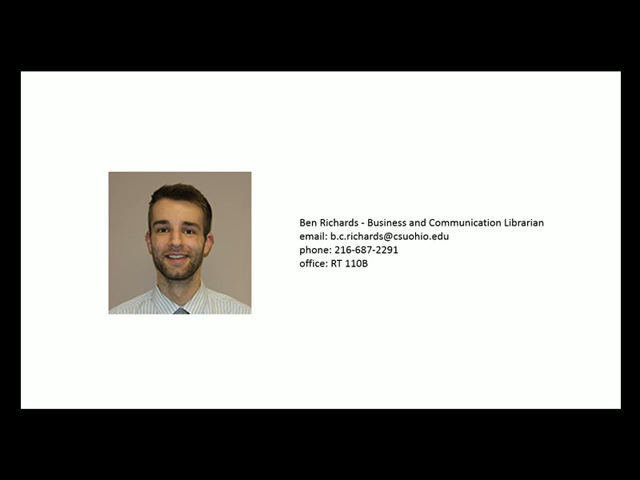 Ben Richards - Business and Communication Librarian
email: b.c.richards@csuohio.edu
phone: 216-687-2291
office: RT 110B